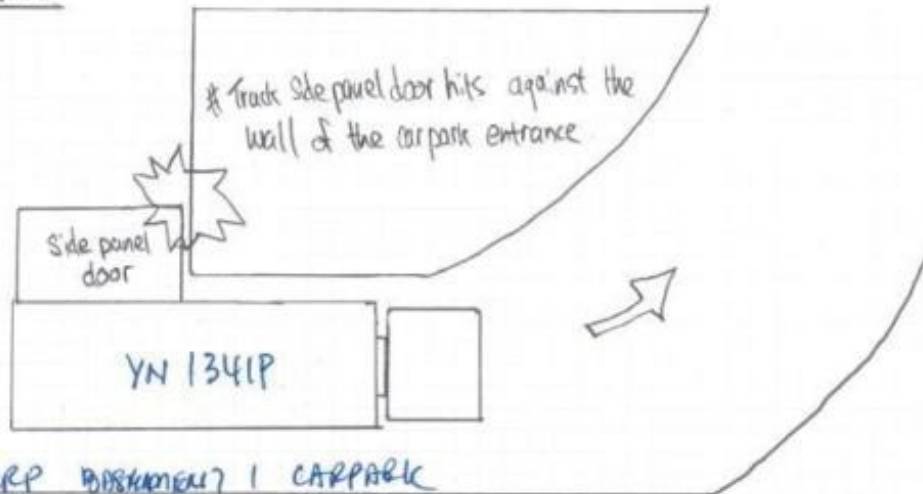 * Truck Side panel door hits against the
wall of the carpark entrance.
Side panel
door
YN 1341P
RP BASEMENT 1 CARPARK